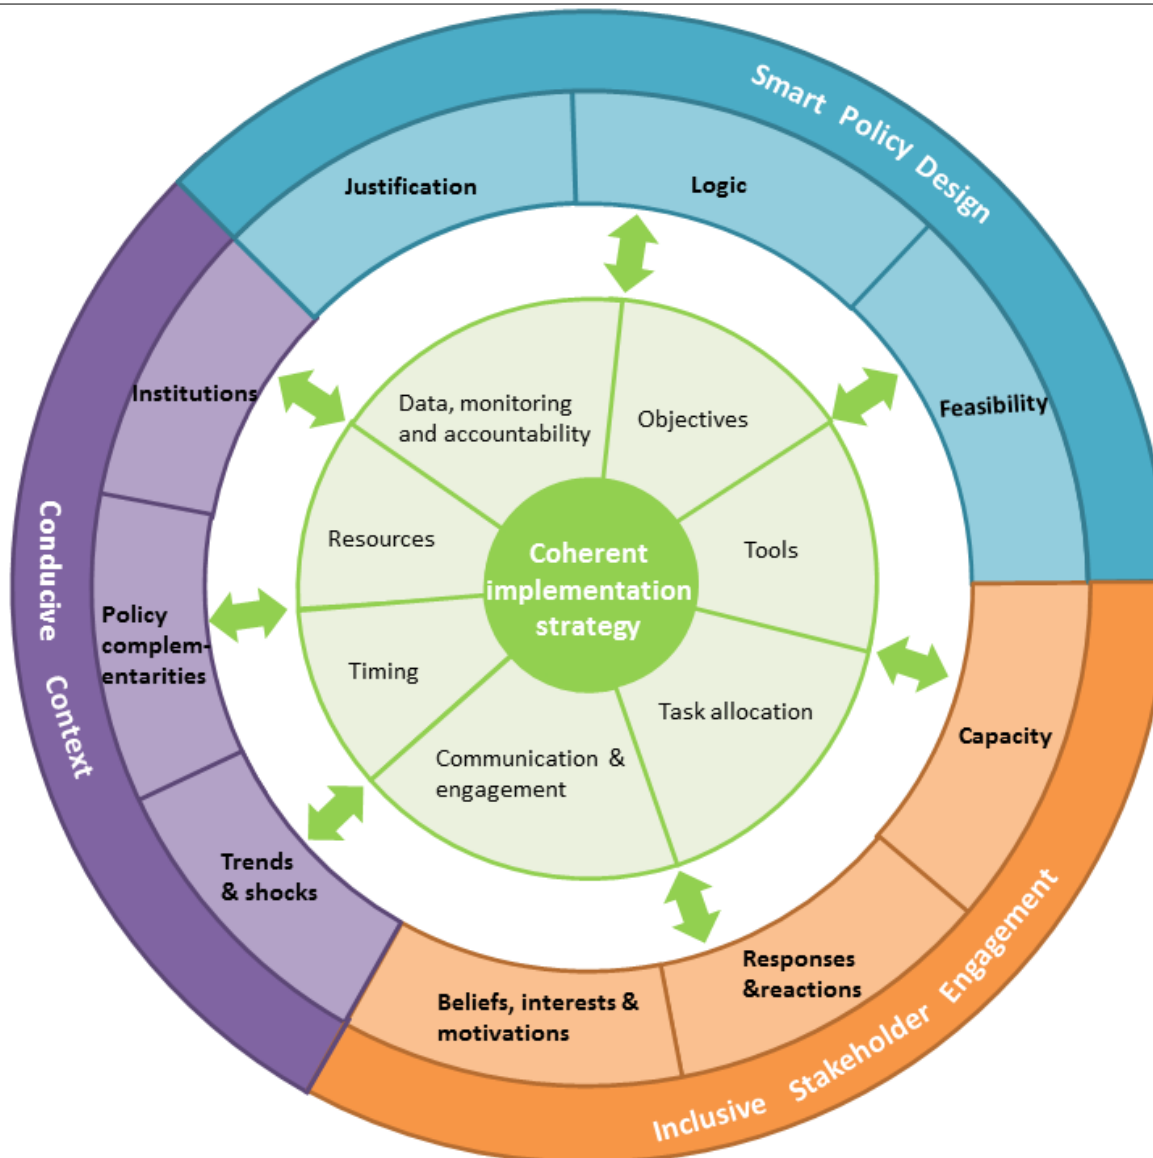 Smart Policy Design
Justification
Logic
Feasibility
Institutions
Policy
complem-
entarities
Trends
& shocks
Conducive Context
Data, monitoring
and accountability
Objectives
Resources
Tools
Coherent
implementation
strategy
Timing
Task allocation
Communication &
engagement
Capacity
Responses
&reactions
Beliefs, interests &
motivations
Inclusive Stakeholder Engagement